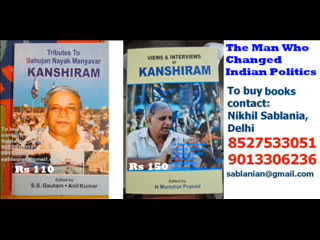 Tributes To
Bahujan Nayak Manyavar
KANSHIRAM
Rs 110
Edited by
S.S. Gautam • Anil Kumar
VIEWS & INTERVIEWS
OF
KANSHIRAM
Rs 150
Edited by
N Manohar Prasad
The Man Who
Changed
Indian Politics
To buy books
contact:
Nikhil Sablania,
Delhi
8527533051
9013306236
sablanian@gmail.com